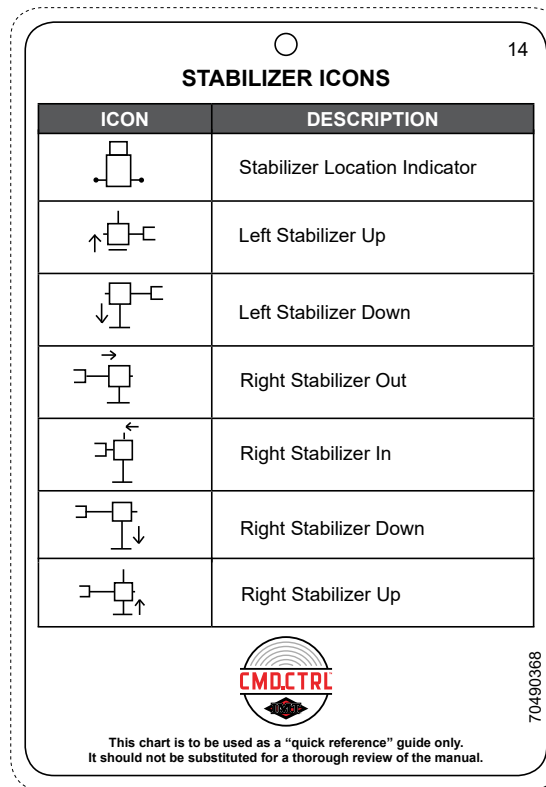 14
STABILIZER ICONS
ICON DESCRIPTION
Stabilizer Location Indicator
Left Stabilizer Up
Left Stabilizer Down
Right Stabilizer Out
Right Stabilizer In
Right Stabilizer Down
Right Stabilizer Up
CMD.CTRL
70490368
This chart is to be used as a “quick reference” guide only.
It should not be substituted for a thorough review of the manual.